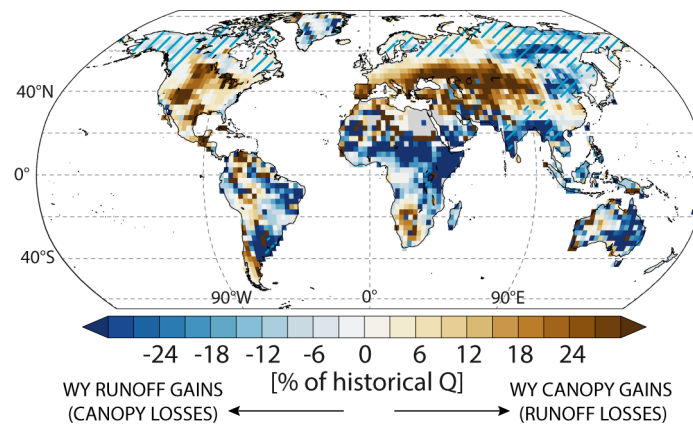 40°N
0°
40°S
90°W 0° 90°E
-24 -18 -12 -6 0 6 12 18 24
[% of historical Q]
WY RUNOFF GAINS
(CANOPY LOSSES)
WY CANOPY GAINS
(RUNOFF LOSSES)